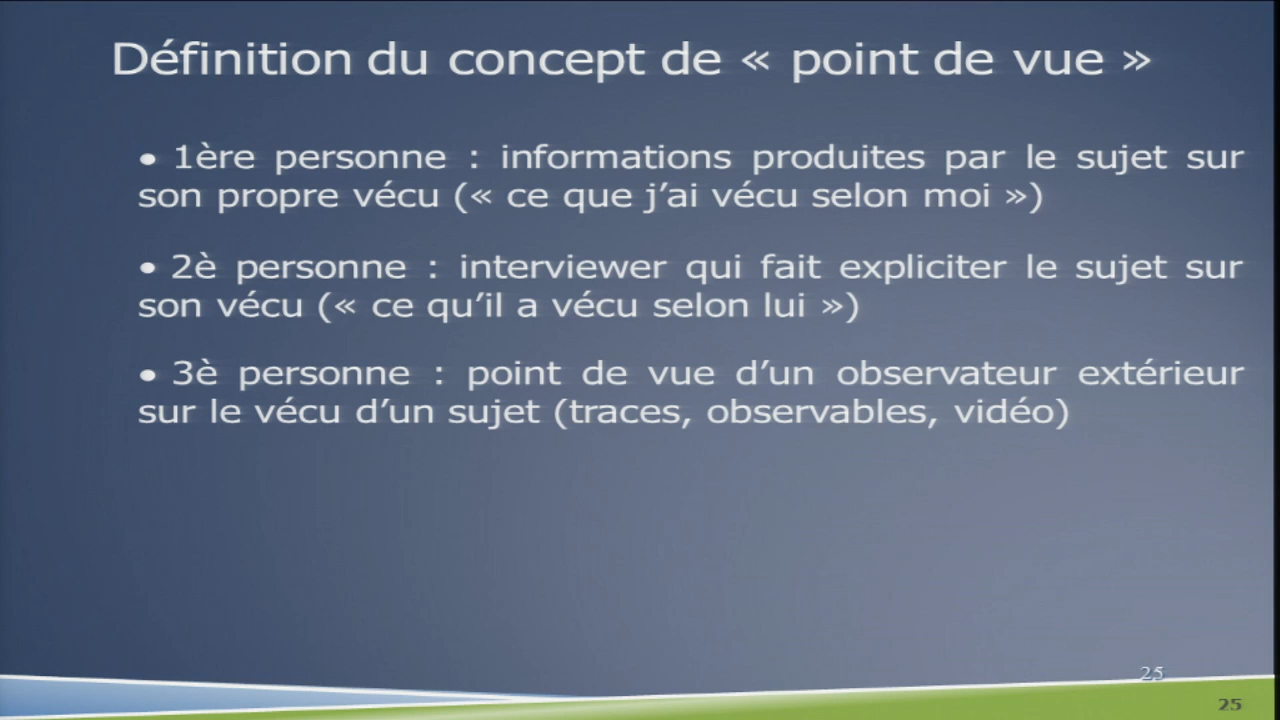 Définition du concept de « point de vue »
• 1ère personne : informations produites par le sujet sur
son propre vécu (« ce que j’ai vécu selon moi »)
• 2è personne : interviewer qui fait expliciter le sujet sur
son vécu (« ce qu’il a vécu selon lui »)
• 3è personne : point de vue d’un observateur extérieur
sur le vécu d’un sujet (traces, observables, vidéo)
25
25